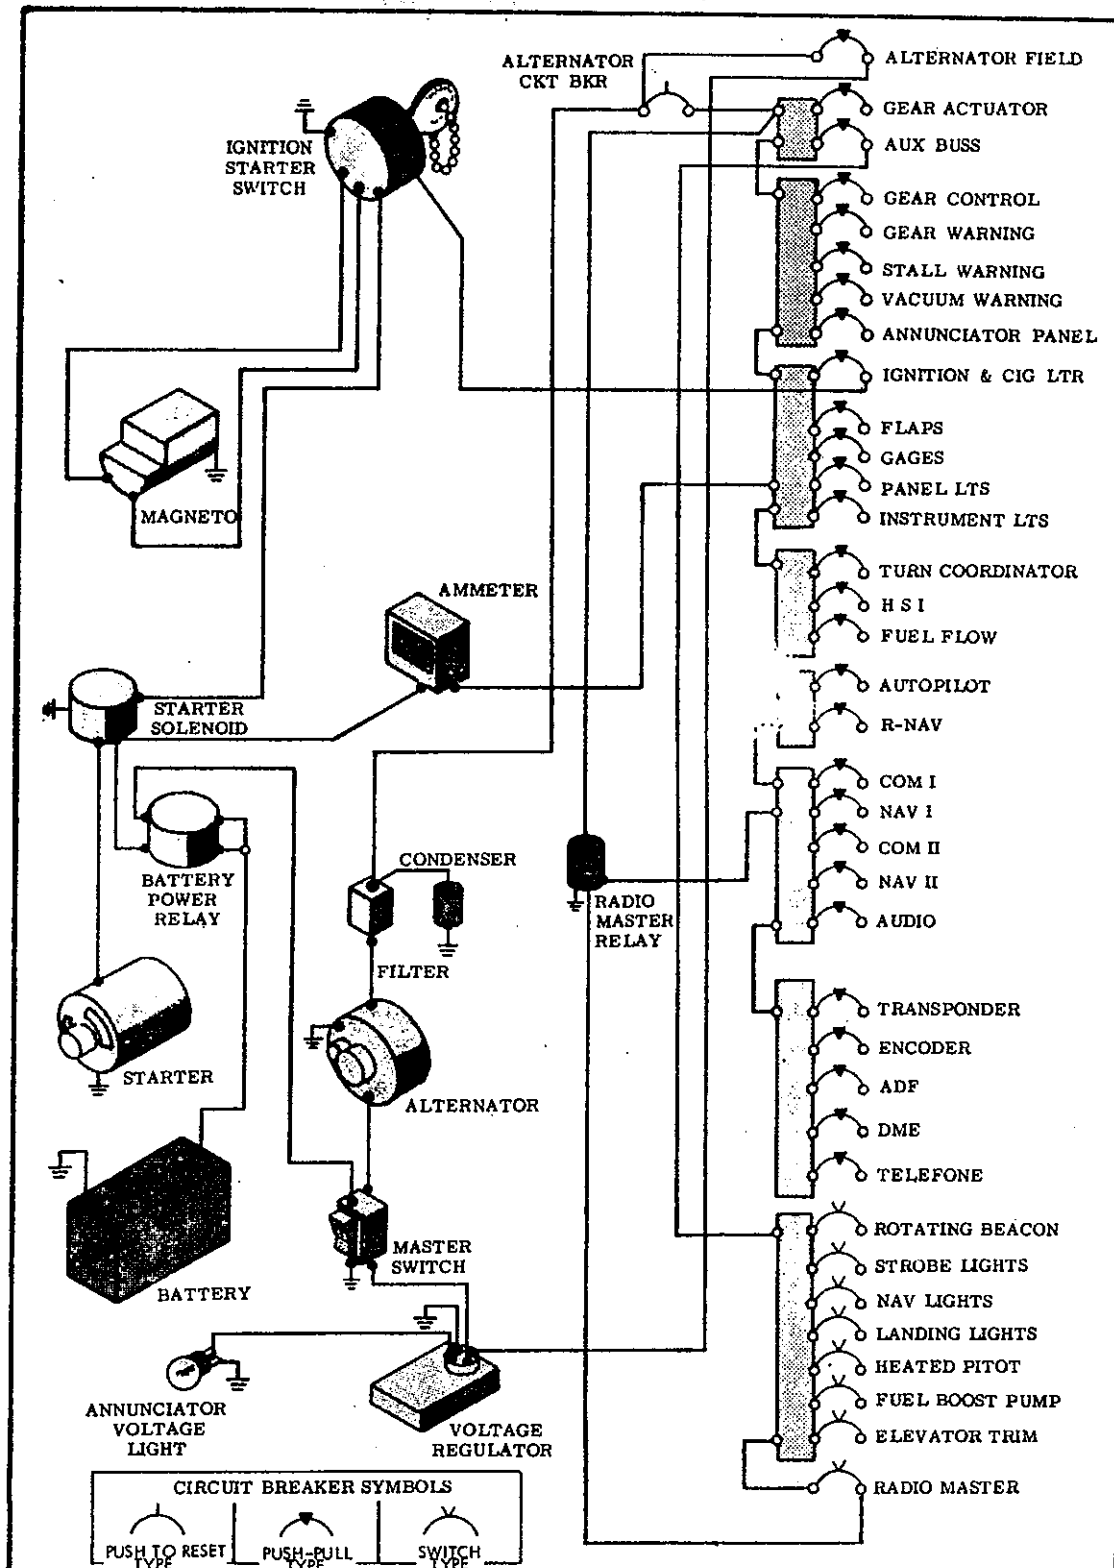 ALTERNATOR
CKT BKR
ALTERNATOR FIELD
GEAR ACTUATOR
AUX BUSS
IGNITION
STARTER
SWITCH
GEAR CONTROL
GEAR WARNING
STALL WARNING
VACUUM WARNING
ANNUNCIATOR PANEL
IGNITION & CIG LTR
FLAPS
GAGES
PANEL LTS
INSTRUMENT LTS
MAGNETO
TURN COORDINATOR
HSI
FUEL FLOW
AMMETER
AUTOPILOT
R-NAV
STARTER
SOLENOID
COM I
NAV I
COM II
NAV II
AUDIO
BATTERY
POWER
RELAY
CONDENSER
RADIO
MASTER
RELAY
FILTER
TRANSPONDER
ENCODER
ADF
DME
TELEFONE
STARTER
ALTERNATOR
ROTATING BEACON
STROBE LIGHTS
NAV LIGHTS
LANDING LIGHTS
HEATED PITOT
FUEL BOOST PUMP
ELEVATOR TRIM
RADIO MASTER
BATTERY
MASTER
SWITCH
ANNUNCIATOR
VOLTAGE
LIGHT
VOLTAGE
REGULATOR
CIRCUIT BREAKER SYMBOLS
PUSH TO RESET
TYPE
PUSH-PULL
TYPE
SWITCH
TYPE